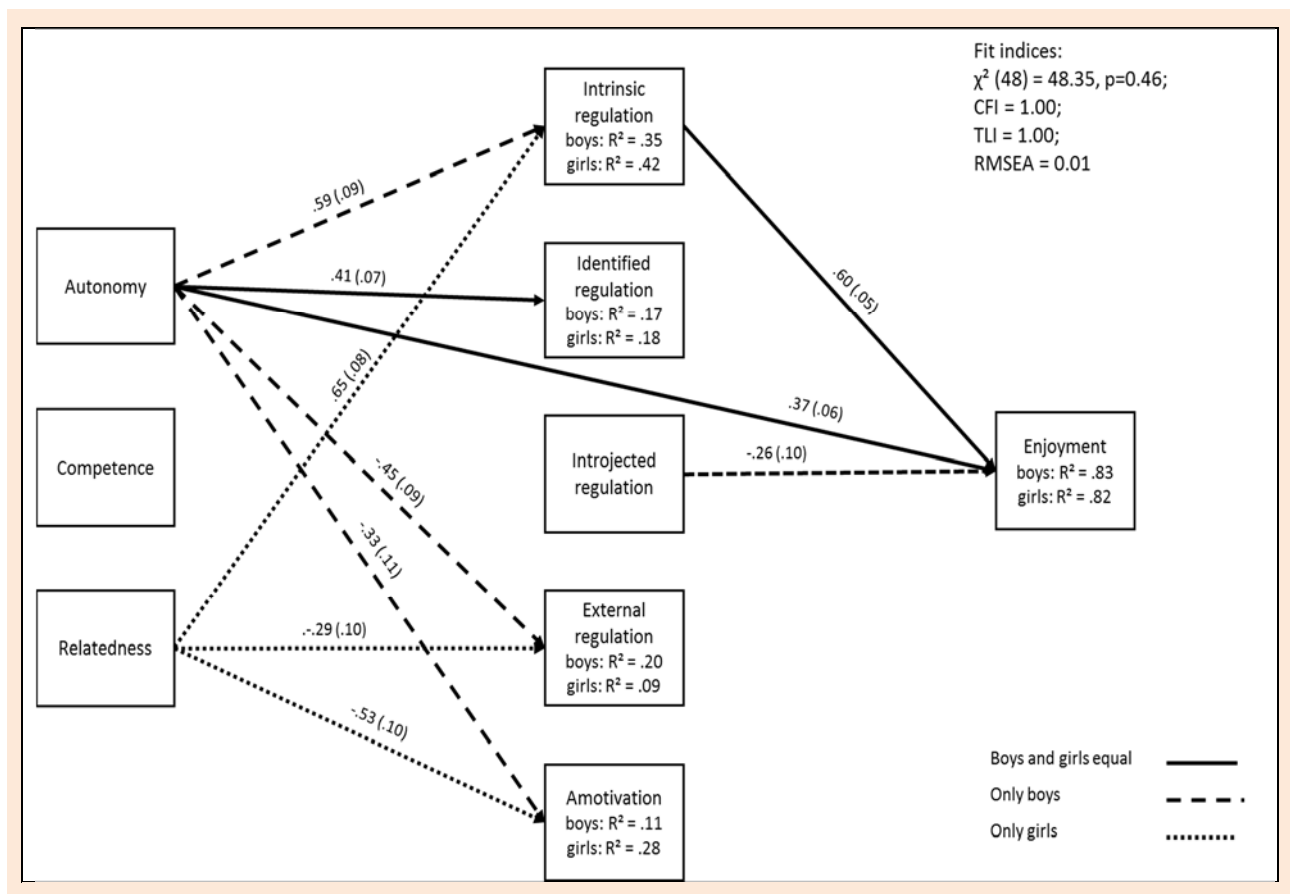 Fit indices:
χ² (48) = 48.35, p=0.46;
CFI = 1.00;
TLI = 1.00;
RMSEA = 0.01
Intrinsic
regulation
boys: R² = .35
girls: R² = .42
.59 (.09)
Autonomy
.41 (.07)
Identified
regulation
boys: R² = .17
girls: R² = .18
.60 (.05)
.65 (.08)
.37 (.06)
Competence
-.45 (.09)
Introjected
regulation
-.26 (.10)
Enjoyment
boys: R² = .83
girls: R² = .82
-.33 (.11)
Relatedness
.-.29 (.10)
External
regulation
boys: R² = .20
girls: R² = .09
-.53 (.10)
Amotivation
boys: R² = .11
girls: R² = .28
Boys and girls equal
Only boys
Only girls